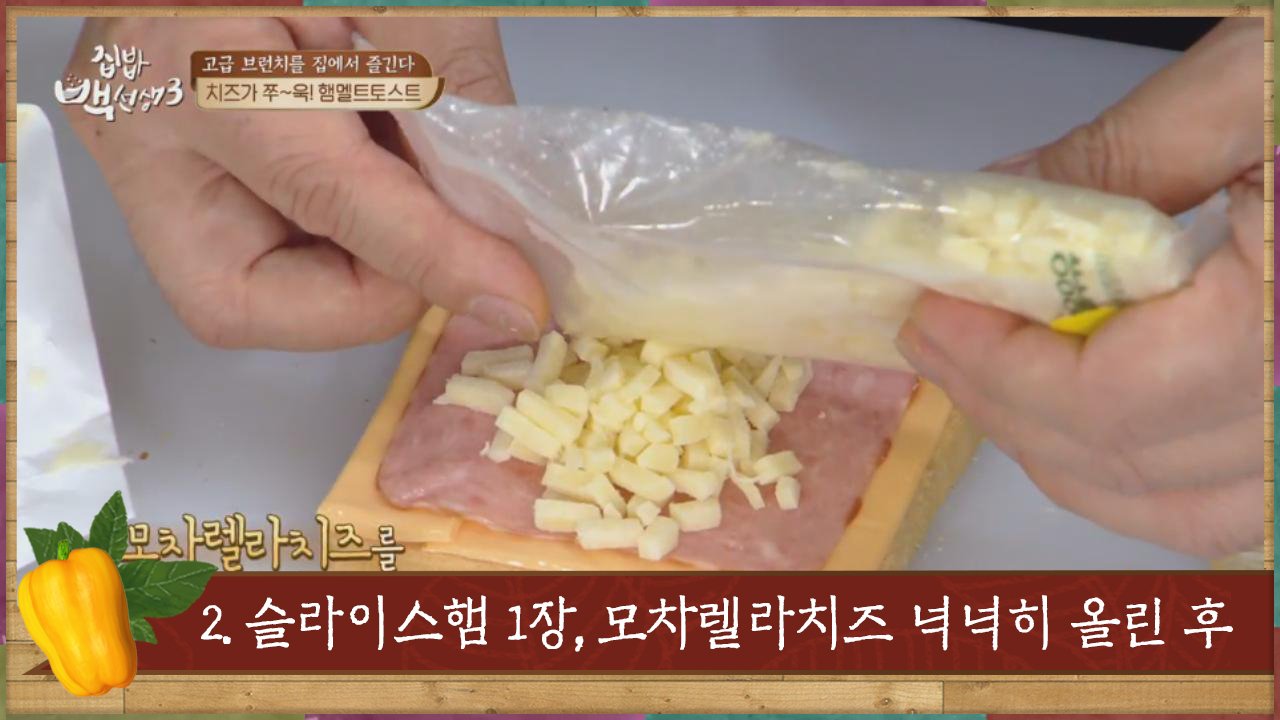 집밥
백선생3
고급 브런치를 집에서 즐긴다
치즈가 쭈~욱! 햄멜트토스트
모차렐라치즈를
2. 슬라이스햄 1장, 모차렐라치즈 넉넉히 올린 후